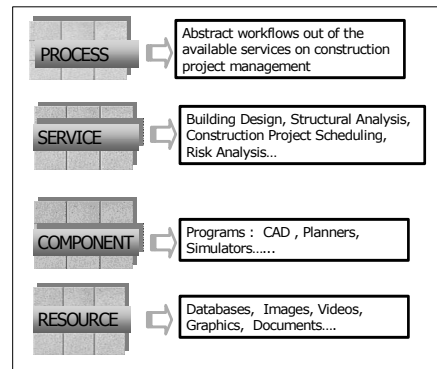 PROCESS
Abstract workflows out of the
available services on construction
project management
SERVICE
Building Design, Structural Analysis,
Construction Project Scheduling,
Risk Analysis…
COMPONENT
Programs : CAD , Planners,
Simulators…...
RESOURCE
Databases, Images, Videos,
Graphics, Documents….